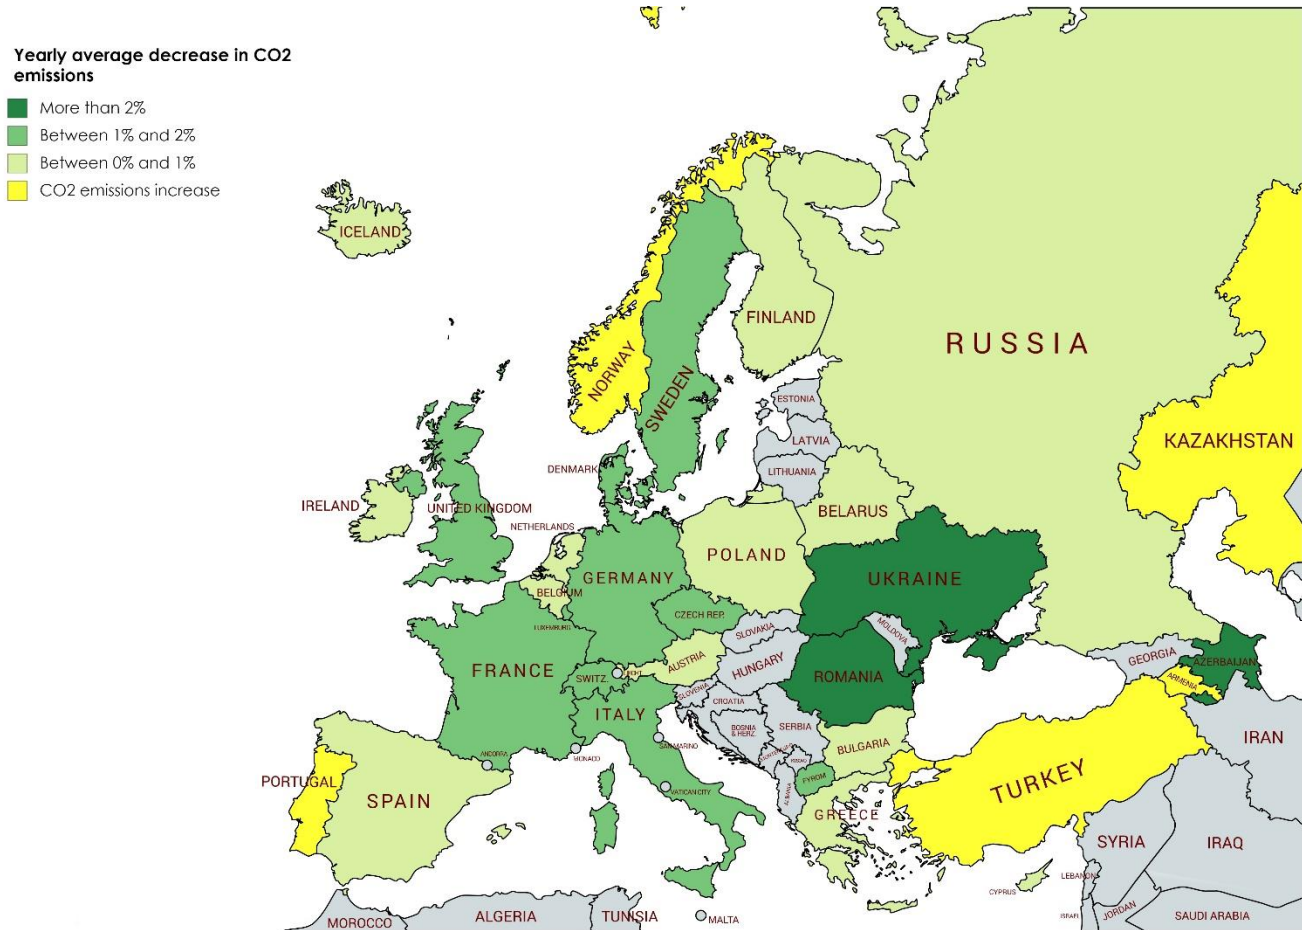 Yearly average decrease in CO2
emissions
More than 2%
Between 1% and 2%
Between 0% and 1%
CO2 emissions increase
ICELAND
FINLAND
RUSSIA
NORWAY
SWEDEN
ESTONIA
KAZAKHSTAN
LATVIA
DENMARK
LITHUANIA
IRELAND
UNITED KINGDOM
BELARUS
NETHERLANDS
POLAND
GERMANY
UKRAINE
BELGIUM
CZECH REP.
LUXEMBURG
SLOVAKIA
MOLDOVA
GEORGIA
AZERBAIJAN
AUSTRIA
HUNGARY
FRANCE
SWITZ.
ROMANIA
ARMENIA
SLOVENIA
CROATIA
ITALY
BOSNIA
& HERZ.
SERBIA
IRAN
SAN MARINO
BULGARIA
ANDORRA
MONACO
FYROM
PORTUGAL
TURKEY
SPAIN
VATICAN CITY
ALBANIA
GREECE
SYRIA
IRAQ
LEBANON
CYPRUS
MOROCCO
ALGERIA
TUNISIA
MALTA
ISRAEL
JORDAN
SAUDI ARABIA